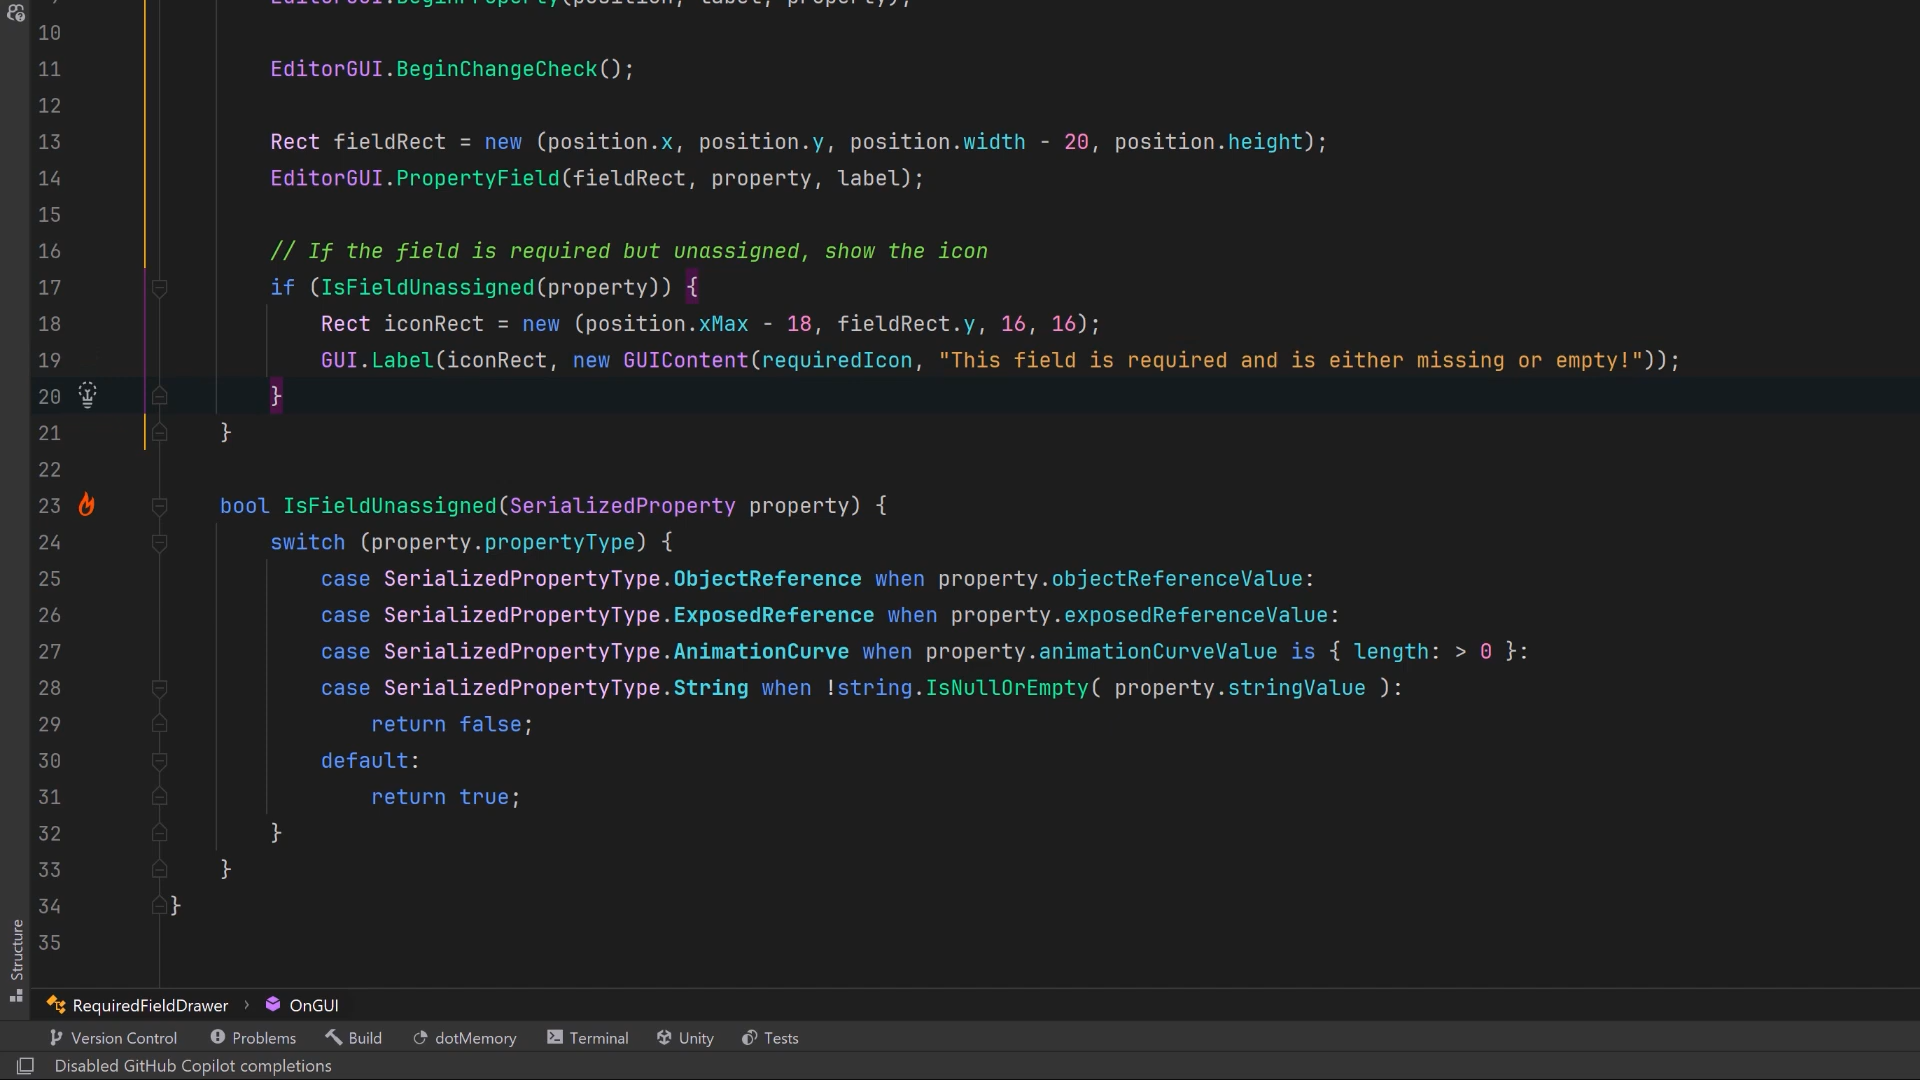 EditorGUI.BeginProperty(position, label, property);
10
11 EditorGUI.BeginChangeCheck();
12
13 Rect fieldRect = new (position.x, position.y, position.width - 20, position.height);
14 EditorGUI.PropertyField(fieldRect, property, label);
15
16 // If the field is required but unassigned, show the icon
17 if (IsFieldUnassigned(property)) {
18 Rect iconRect = new (position.xMax - 18, fieldRect.y, 16, 16);
19 GUI.Label(iconRect, new GUIContent(requiredIcon, "This field is required and is either missing or empty!"));
20 }
21 }
22
23 bool IsFieldUnassigned(SerializedProperty property) {
24 switch (property.propertyType) {
25 case SerializedPropertyType.ObjectReference when property.objectReferenceValue:
26 case SerializedPropertyType.ExposedReference when property.exposedReferenceValue:
27 case SerializedPropertyType.AnimationCurve when property.animationCurveValue is { length: > 0 }:
28 case SerializedPropertyType.String when !string.IsNullOrEmpty( property.stringValue ):
29 return false;
30 default:
31 return true;
32 }
33 }
34 }
35
Structure
RequiredFieldDrawer › OnGUI
Version Control Problems Build dotMemory Terminal Unity Tests
Disabled GitHub Copilot completions